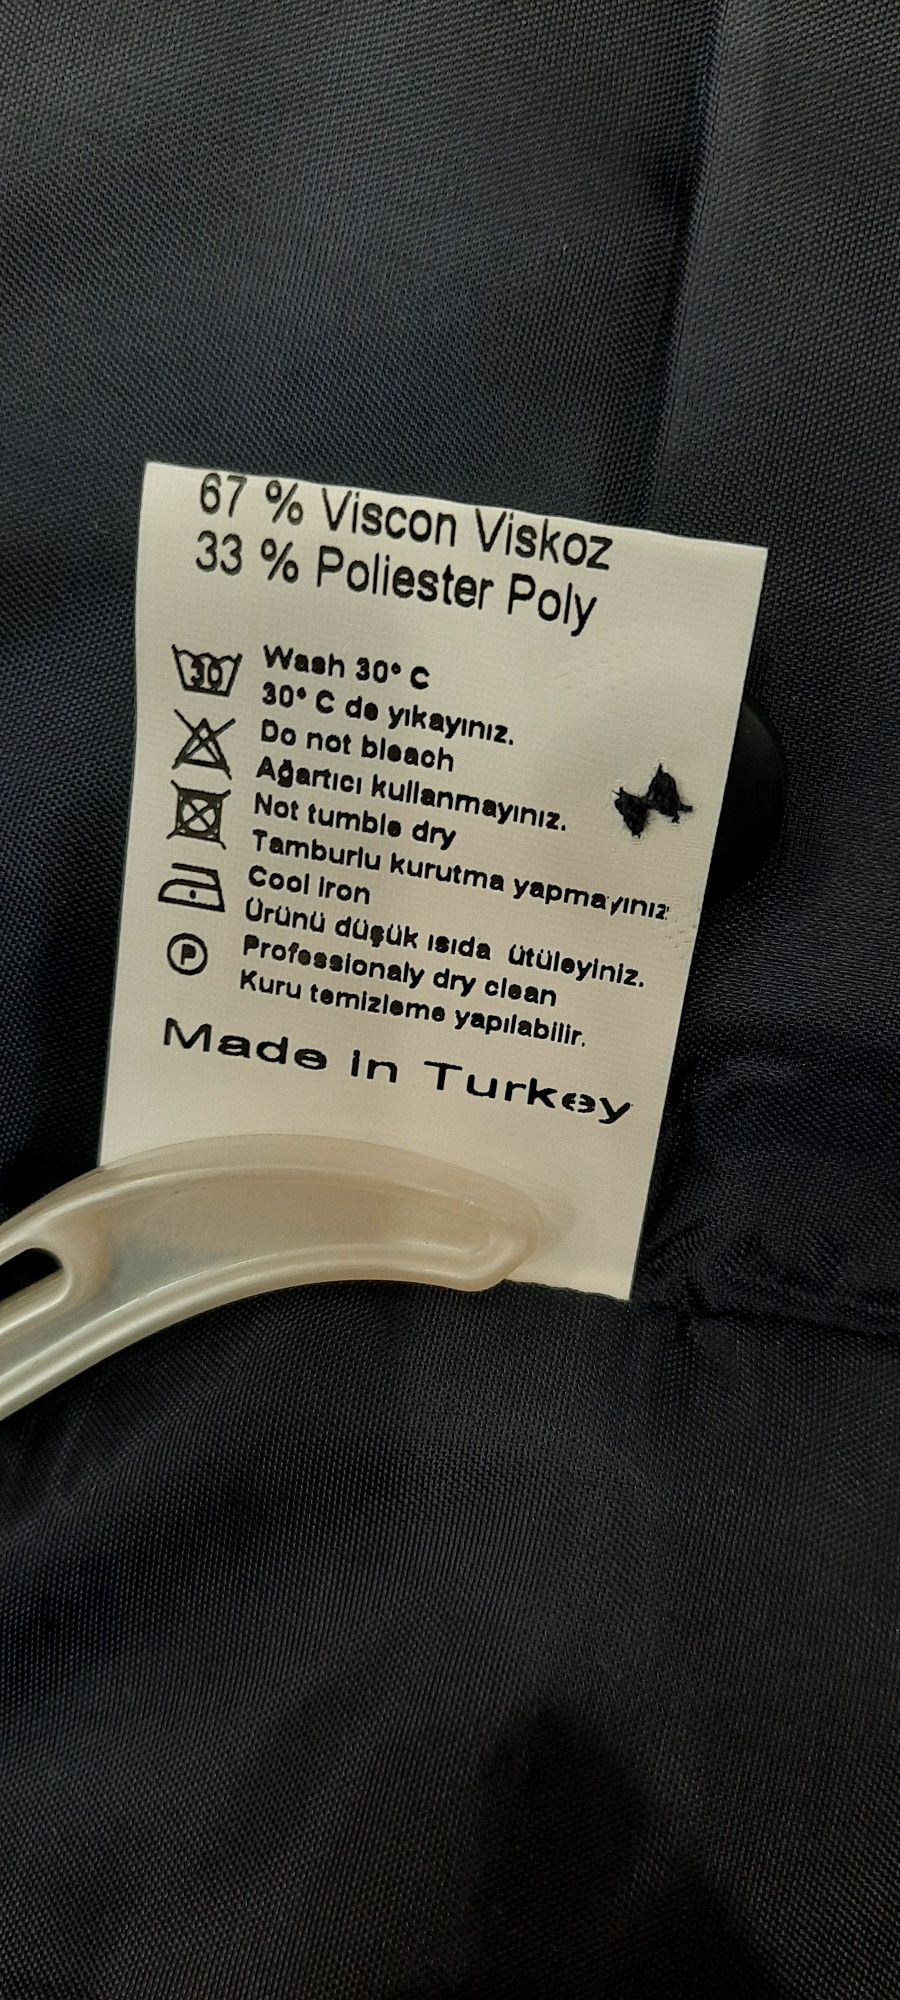 67 % Viscon Viskoz
33 % Poliester Poly
30 Wash 30° C
30° C de yıkayınız.
Do not bleach
Ağartıcı kullanmayınız.
Not tumble dry
Tamburlu kurutma yapmayınız
Cool iron
Ürünü düşük ısıda ütüleyiniz.
P Professionaly dry clean
Kuru temizleme yapılabilir.
Made in Turkey